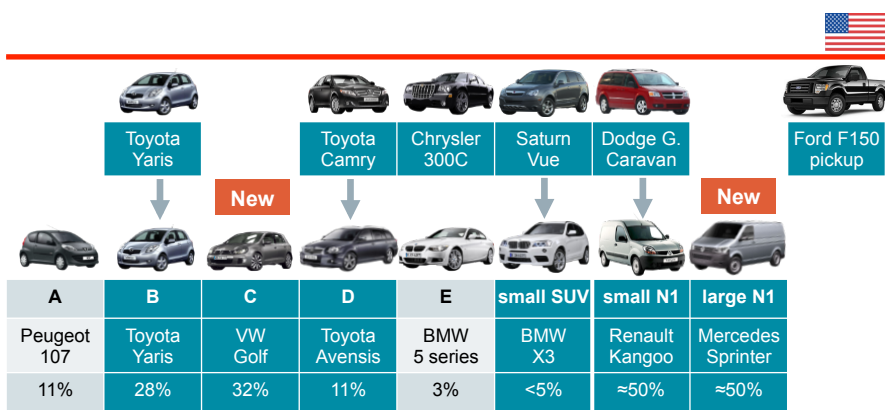 Toyota
Yaris
Toyota
Camry
Chrysler
300C
Saturn
Vue
Dodge G.
Caravan
Ford F150
pickup
New
New
A
B
C
D
E
small SUV
small N1
large N1
Peugeot
107
Toyota
Yaris
VW
Golf
Toyota
Avensis
BMW
5 series
BMW
X3
Renault
Kangoo
Mercedes
Sprinter
11%
28%
32%
11%
3%
<5%
≈50%
≈50%